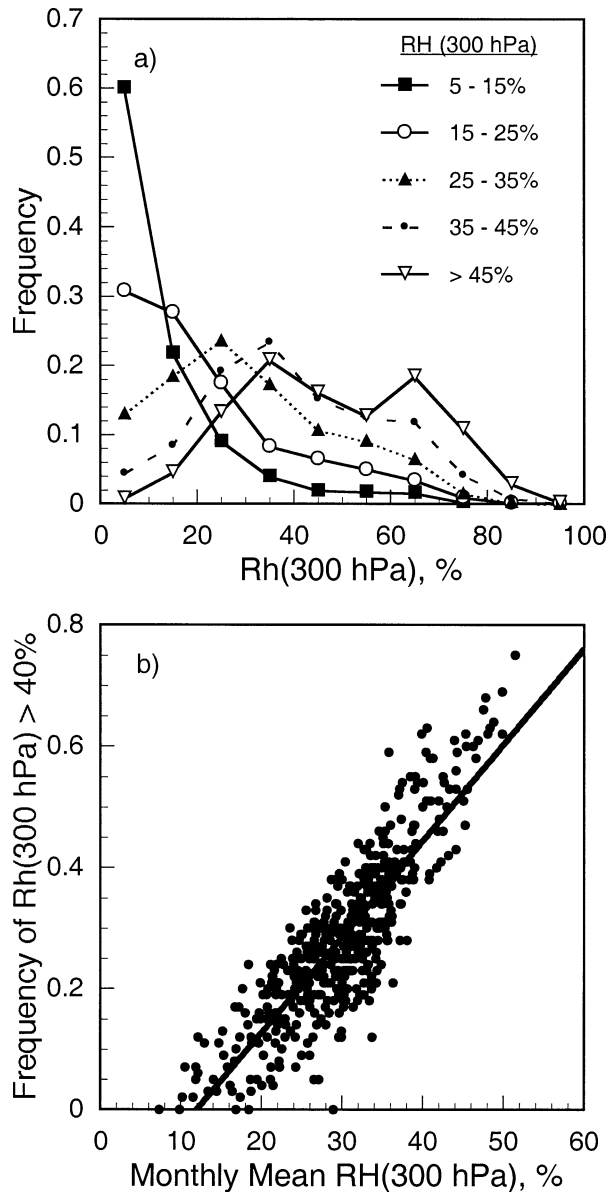 a)
RH (300 hPa)
5 - 15%
15 - 25%
25 - 35%
35 - 45%
> 45%
Frequency
0.7
0.6
0.5
0.4
0.3
0.2
0.1
0
0 20 40 60 80 100
Rh(300 hPa), %
b)
Frequency of Rh(300 hPa) > 40%
0.8
0.6
0.4
0.2
0
0 10 20 30 40 50 60
Monthly Mean RH(300 hPa), %